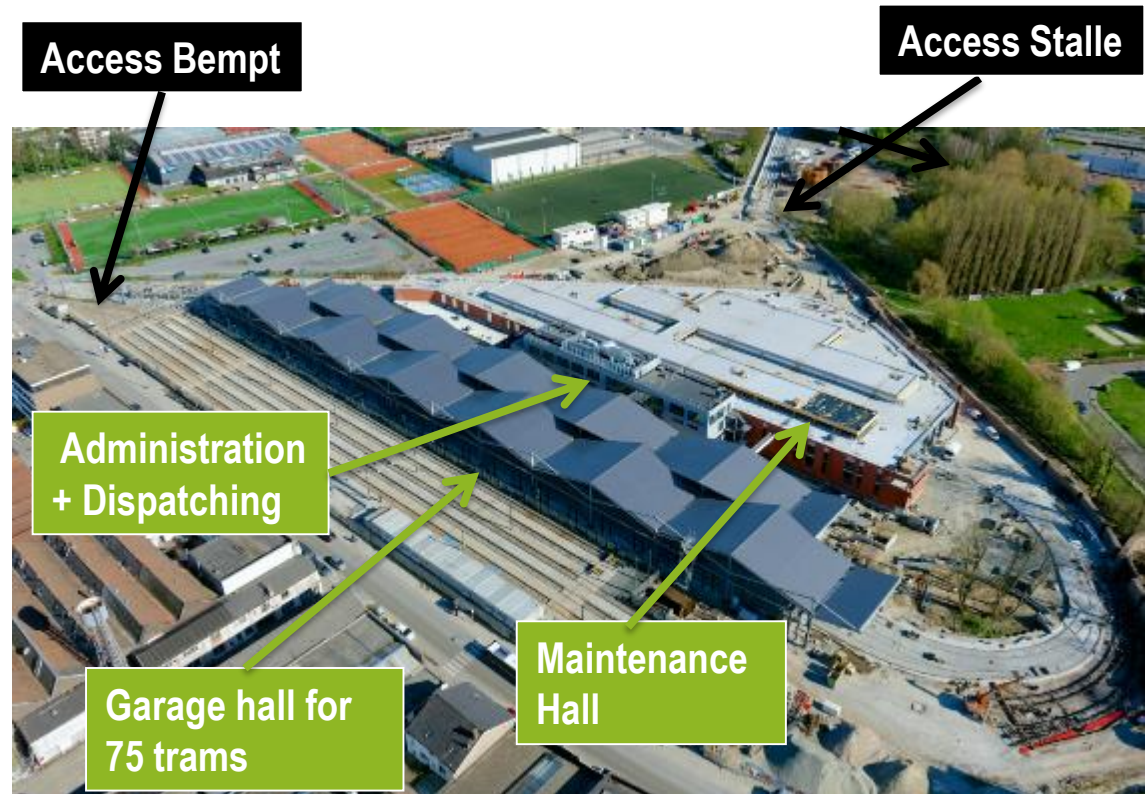 Access Bempt
Access Stalle
Administration
+ Dispatching
Garage hall for
75 trams
Maintenance
Hall